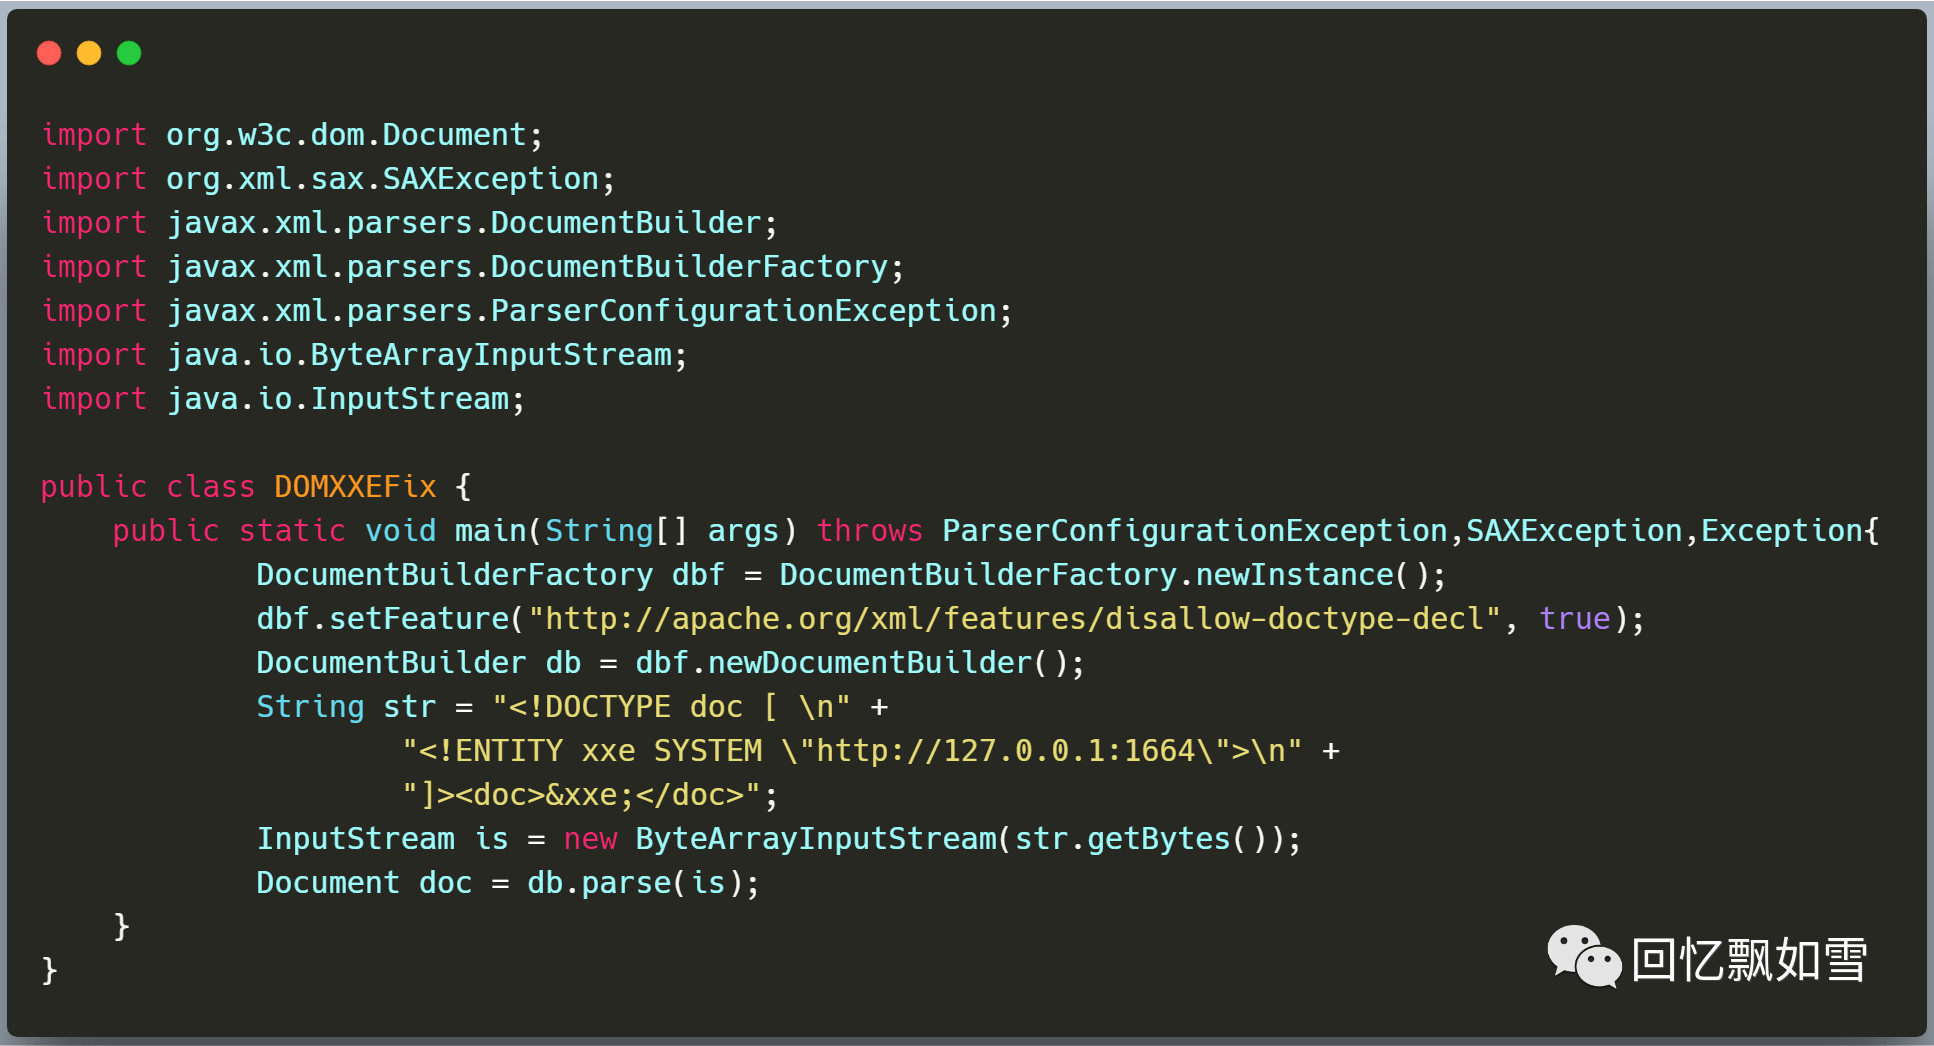 import org.w3c.dom.Document;
import org.xml.sax.SAXException;
import javax.xml.parsers.DocumentBuilder;
import javax.xml.parsers.DocumentBuilderFactory;
import javax.xml.parsers.ParserConfigurationException;
import java.io.ByteArrayInputStream;
import java.io.InputStream;

public class DOMXXEFix {
    public static void main(String[] args) throws ParserConfigurationException,SAXException,Exception{
            DocumentBuilderFactory dbf = DocumentBuilderFactory.newInstance();
            dbf.setFeature("http://apache.org/xml/features/disallow-doctype-decl", true);
            DocumentBuilder db = dbf.newDocumentBuilder();
            String str = "<!DOCTYPE doc [ \n" +
                    "<!ENTITY xxe SYSTEM \"http://127.0.0.1:1664\">\n" +
                    "]><doc>&xxe;</doc>";
            InputStream is = new ByteArrayInputStream(str.getBytes());
            Document doc = db.parse(is);
    }
}
回忆飘如雪